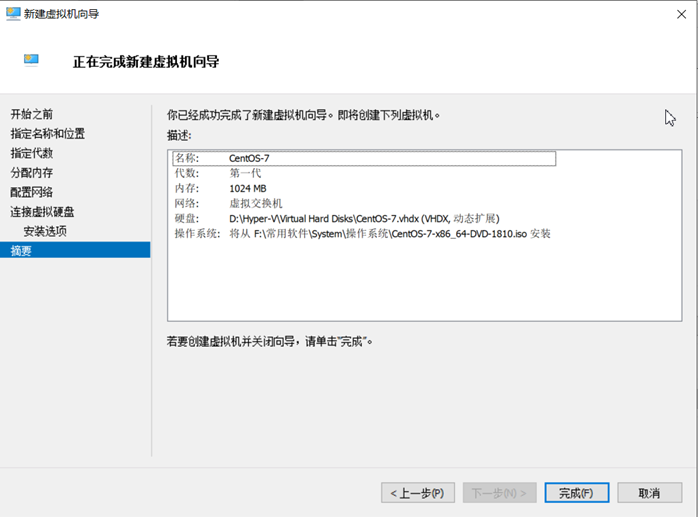 新建虚拟机向导
正在完成新建虚拟机向导
开始之前
指定名称和位置
指定代数
分配内存
配置网络
连接虚拟硬盘
安装选项
摘要
你已经成功完成了新建虚拟机向导。即将创建下列虚拟机。
描述:
名称: CentOS-7
代数: 第一代
内存: 1024 MB
网络: 虚拟交换机
硬盘: D:\Hyper-V\Virtual Hard Disks\CentOS-7.vhdx (VHDX, 动态扩展)
操作系统: 将从 F:\常用软件\System\操作系统\CentOS-7-x86_64-DVD-1810.iso 安装
若要创建虚拟机并关闭向导，请单击"完成"。
< 上一步(P) 下一步(N) > 完成(F) 取消